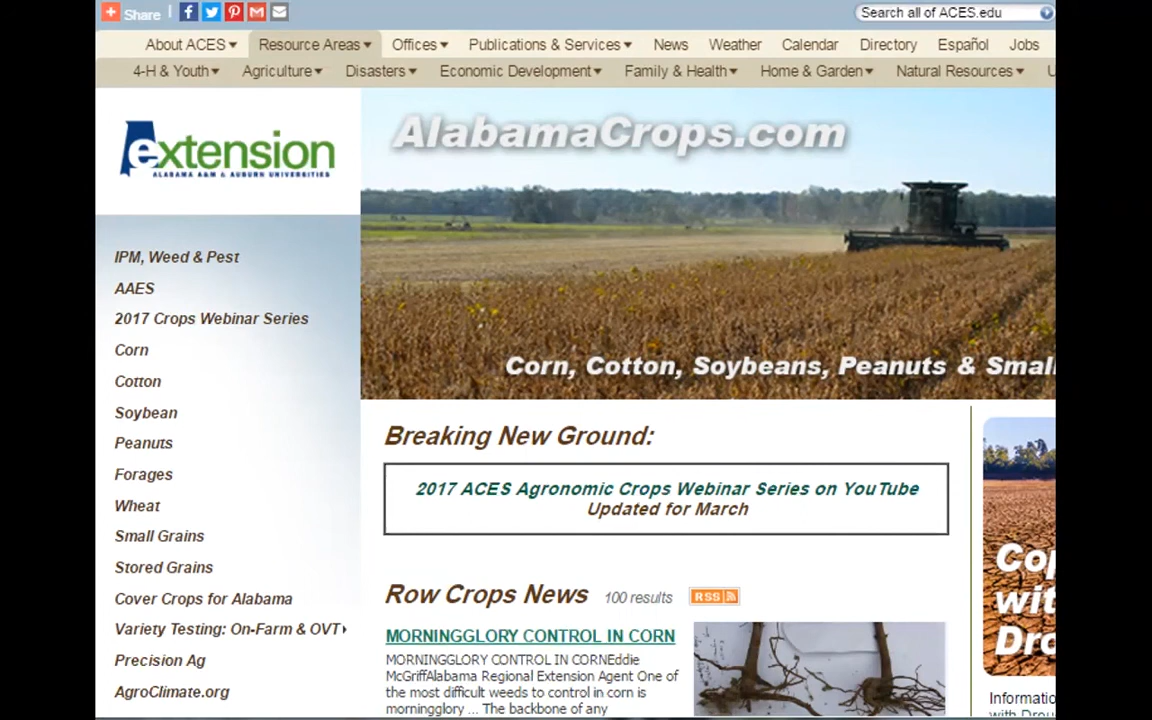 Share
Search all of ACES.edu
About ACES Resource Areas Offices Publications & Services News Weather Calendar Directory Español Jobs
4-H & Youth Agriculture Disasters Economic Development Family & Health Home & Garden Natural Resources
extension
ALABAMA A&M & AUBURN UNIVERSITIES
AlabamaCrops.com
Corn, Cotton, Soybeans, Peanuts & Smal
IPM, Weed & Pest
AAES
2017 Crops Webinar Series
Corn
Cotton
Soybean
Peanuts
Forages
Wheat
Small Grains
Stored Grains
Cover Crops for Alabama
Variety Testing: On-Farm & OVT
Precision Ag
AgroClimate.org
Breaking New Ground:
2017 ACES Agronomic Crops Webinar Series on YouTube
Updated for March
Row Crops News 100 results RSS
MORNINGGLORY CONTROL IN CORN
MORNINGGLORY CONTROL IN CORNEddie
McGriffAlabama Regional Extension Agent One of
the most difficult weeds to control in corn is
morningglory ... The backbone of any
with